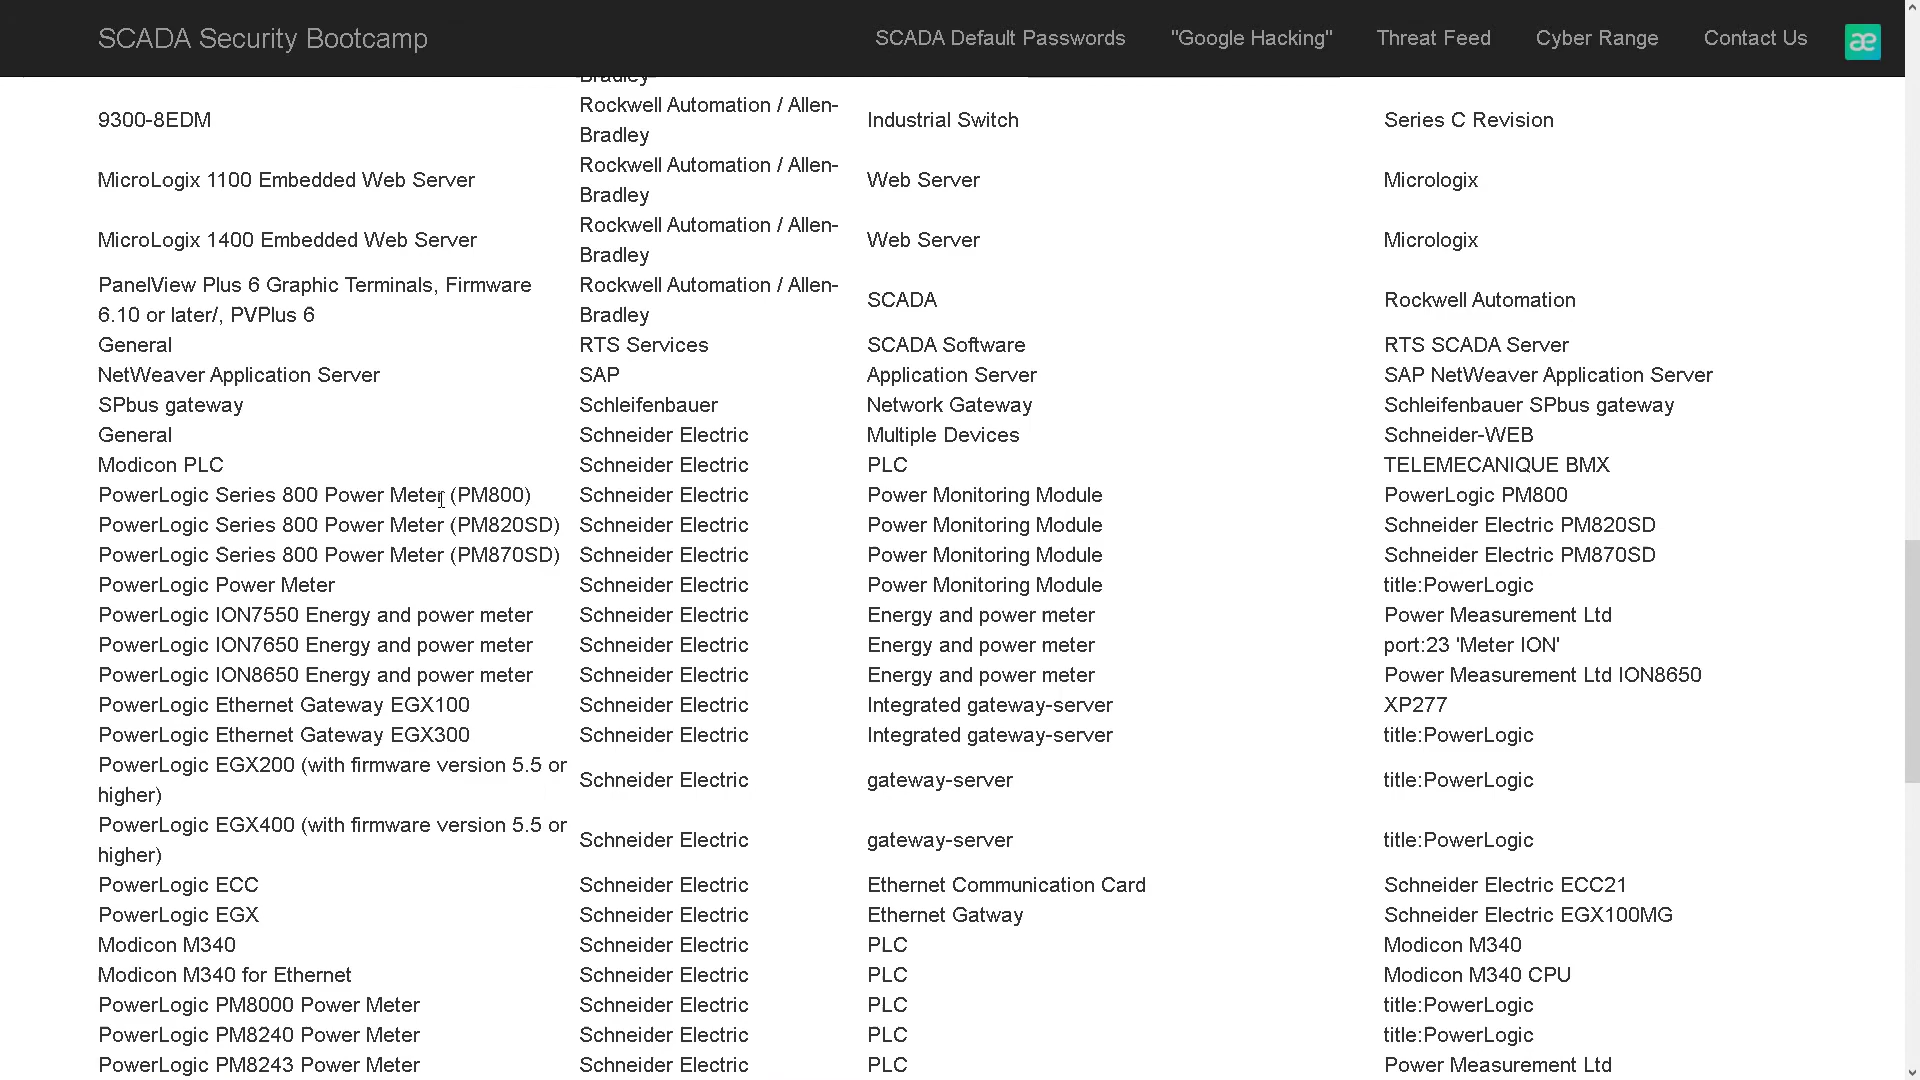 SCADA Security Bootcamp SCADA Default Passwords "Google Hacking" Threat Feed Cyber Range Contact Us æ
Bradley
Rockwell Automation / Allen-
9300-8EDM Industrial Switch Series C Revision
Bradley
Rockwell Automation / Allen-
MicroLogix 1100 Embedded Web Server Web Server Micrologix
Bradley
Rockwell Automation / Allen-
MicroLogix 1400 Embedded Web Server Web Server Micrologix
Bradley
PanelView Plus 6 Graphic Terminals, Firmware Rockwell Automation / Allen-
SCADA Rockwell Automation
6.10 or later/, PVPlus 6 Bradley
General RTS Services SCADA Software RTS SCADA Server
NetWeaver Application Server SAP Application Server SAP NetWeaver Application Server
SPbus gateway Schleifenbauer Network Gateway Schleifenbauer SPbus gateway
General Schneider Electric Multiple Devices Schneider-WEB
Modicon PLC Schneider Electric PLC TELEMECANIQUE BMX
PowerLogic Series 800 Power Meter (PM800) Schneider Electric Power Monitoring Module PowerLogic PM800
PowerLogic Series 800 Power Meter (PM820SD) Schneider Electric Power Monitoring Module Schneider Electric PM820SD
PowerLogic Series 800 Power Meter (PM870SD) Schneider Electric Power Monitoring Module Schneider Electric PM870SD
PowerLogic Power Meter Schneider Electric Power Monitoring Module title:PowerLogic
PowerLogic ION7550 Energy and power meter Schneider Electric Energy and power meter Power Measurement Ltd
PowerLogic ION7650 Energy and power meter Schneider Electric Energy and power meter port:23 'Meter ION'
PowerLogic ION8650 Energy and power meter Schneider Electric Energy and power meter Power Measurement Ltd ION8650
PowerLogic Ethernet Gateway EGX100 Schneider Electric Integrated gateway-server XP277
PowerLogic Ethernet Gateway EGX300 Schneider Electric Integrated gateway-server title:PowerLogic
PowerLogic EGX200 (with firmware version 5.5 or
Schneider Electric gateway-server title:PowerLogic
higher)
PowerLogic EGX400 (with firmware version 5.5 or
Schneider Electric gateway-server title:PowerLogic
higher)
PowerLogic ECC Schneider Electric Ethernet Communication Card Schneider Electric ECC21
PowerLogic EGX Schneider Electric Ethernet Gatway Schneider Electric EGX100MG
Modicon M340 Schneider Electric PLC Modicon M340
Modicon M340 for Ethernet Schneider Electric PLC Modicon M340 CPU
PowerLogic PM8000 Power Meter Schneider Electric PLC title:PowerLogic
PowerLogic PM8240 Power Meter Schneider Electric PLC title:PowerLogic
PowerLogic PM8243 Power Meter Schneider Electric PLC Power Measurement Ltd